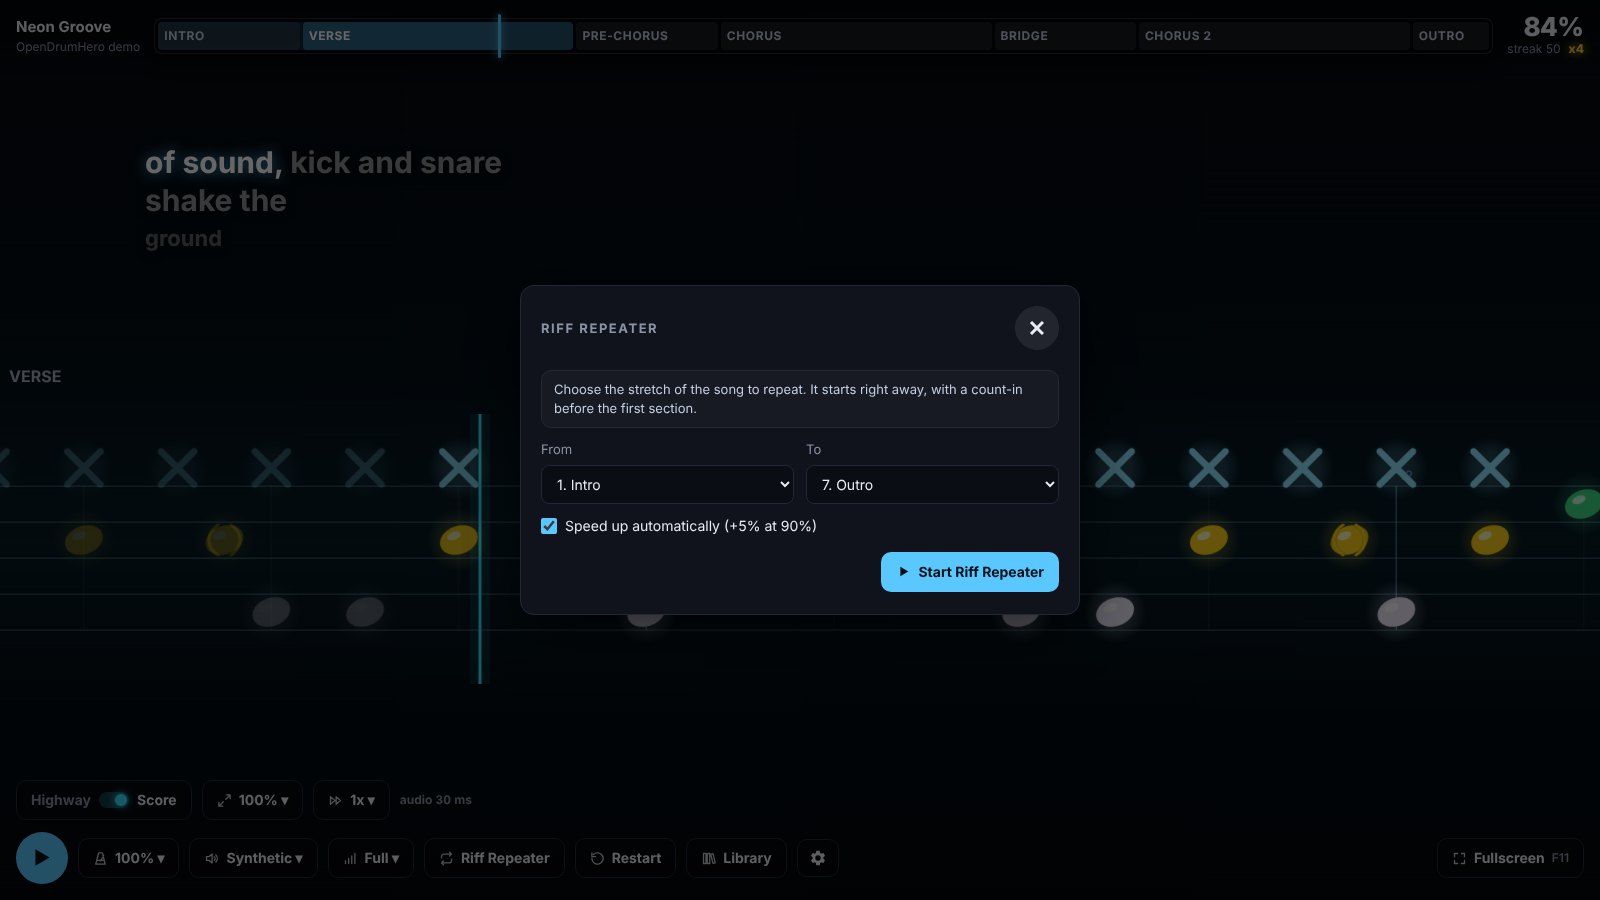 Neon Groove
OpenDrumHero demo
INTRO
VERSE
PRE-CHORUS
CHORUS
BRIDGE
CHORUS 2
OUTRO
84%
streak 50 x4
of sound, kick and snare
shake the
ground
VERSE
RIFF REPEATER
Choose the stretch of the song to repeat. It starts right away, with a count-in
before the first section.
From
To
1. Intro
7. Outro
Speed up automatically (+5% at 90%)
Start Riff Repeater
Highway
Score
100%
1x
audio 30 ms
100%
Synthetic
Full
Riff Repeater
Restart
Library
Fullscreen F11